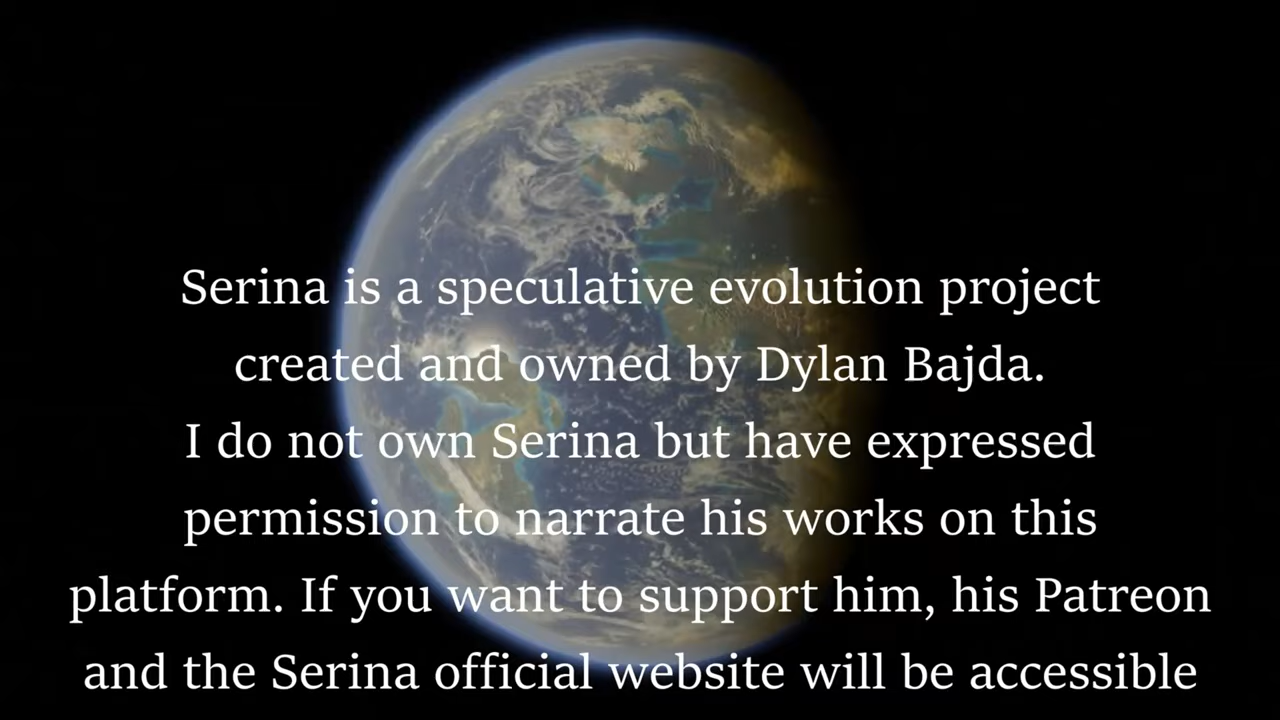 Serina is a speculative evolution project
created and owned by Dylan Bajda.
I do not own Serina but have expressed
permission to narrate his works on this
platform. If you want to support him, his Patreon
and the Serina official website will be accessible